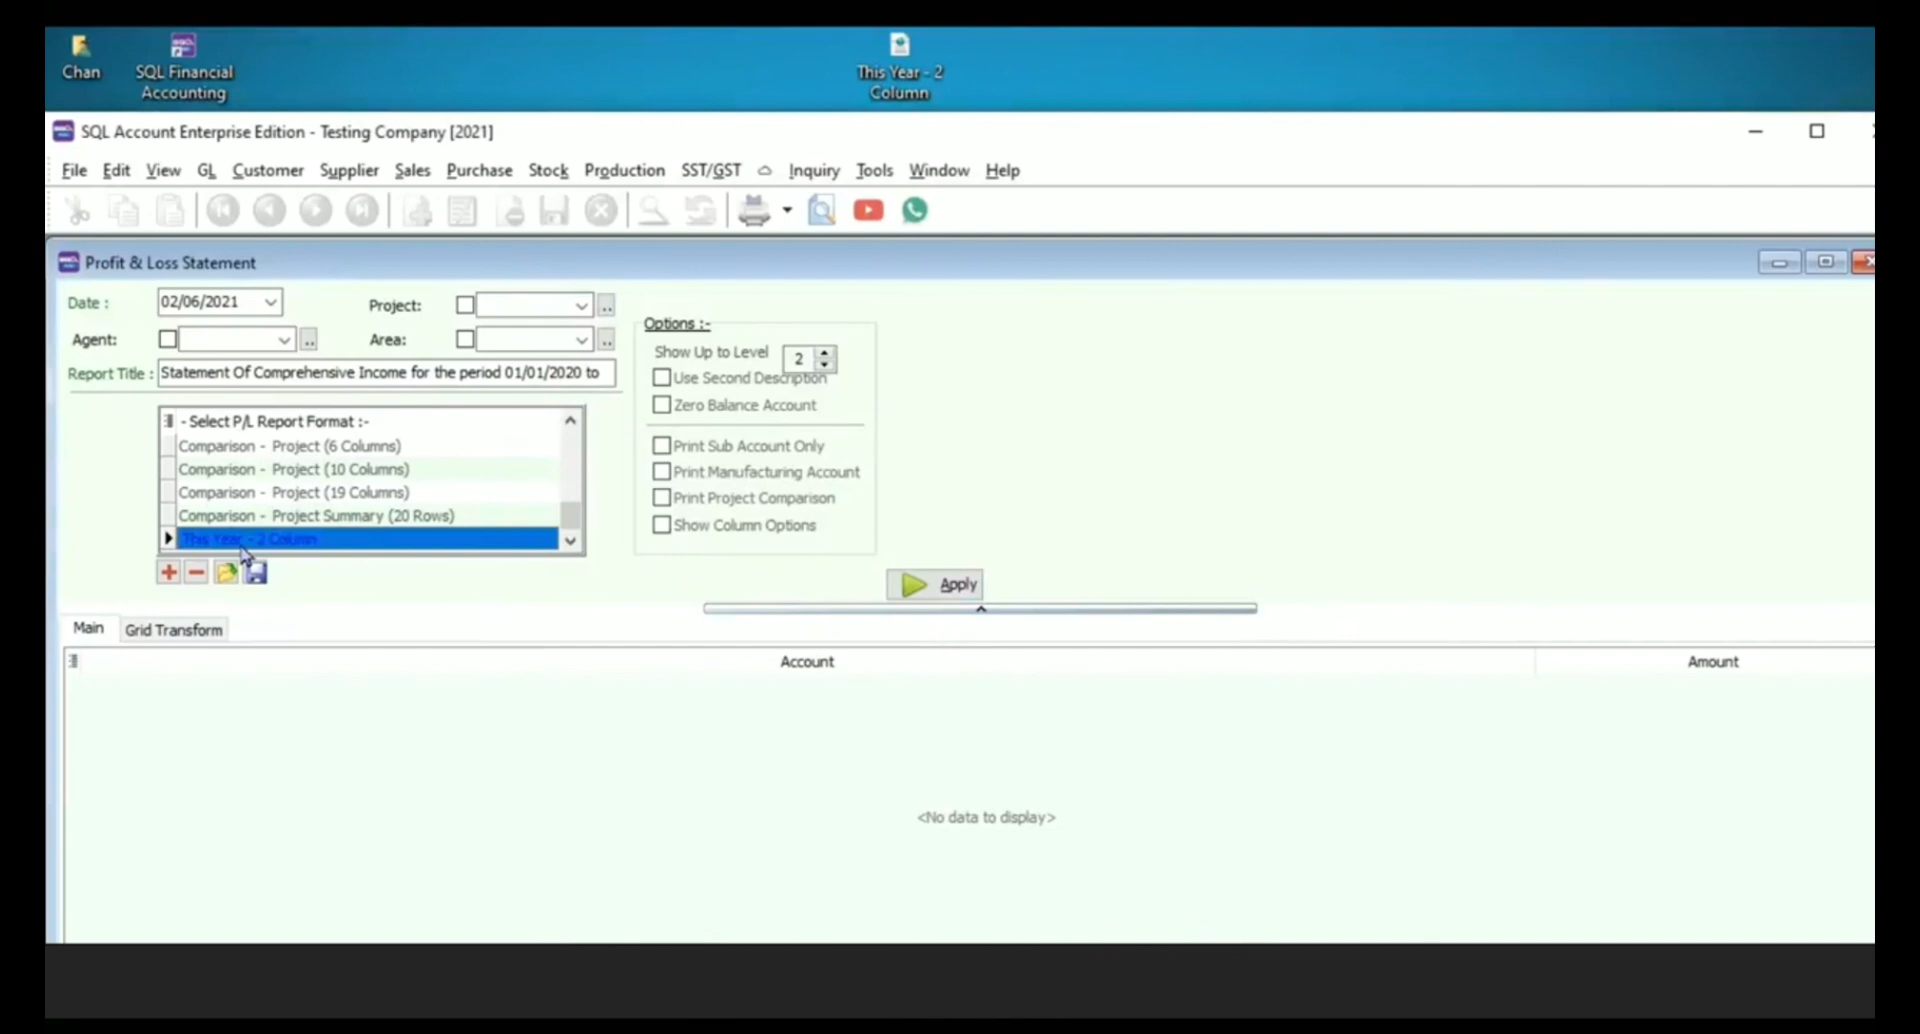 Chan
SQL Financial
Accounting
This Year - 2
Column
SQL Account Enterprise Edition - Testing Company [2021]
File Edit View GL Customer Supplier Sales Purchase Stock Production SST/GST Inquiry Tools Window Help
Profit & Loss Statement
Date : 02/06/2021 Project:
Agent: Area:
Report Title : Statement Of Comprehensive Income for the period 01/01/2020 to
Options :-
Show Up to Level 2
Use Second Description
Zero Balance Account
Print Sub Account Only
Print Manufacturing Account
Print Project Comparison
Show Column Options
- Select P/L Report Format :-
Comparison - Project (6 Columns)
Comparison - Project (10 Columns)
Comparison - Project (19 Columns)
Comparison - Project Summary (20 Rows)
This Year - 2 Column
Apply
Main Grid Transform
Account Amount
<No data to display>